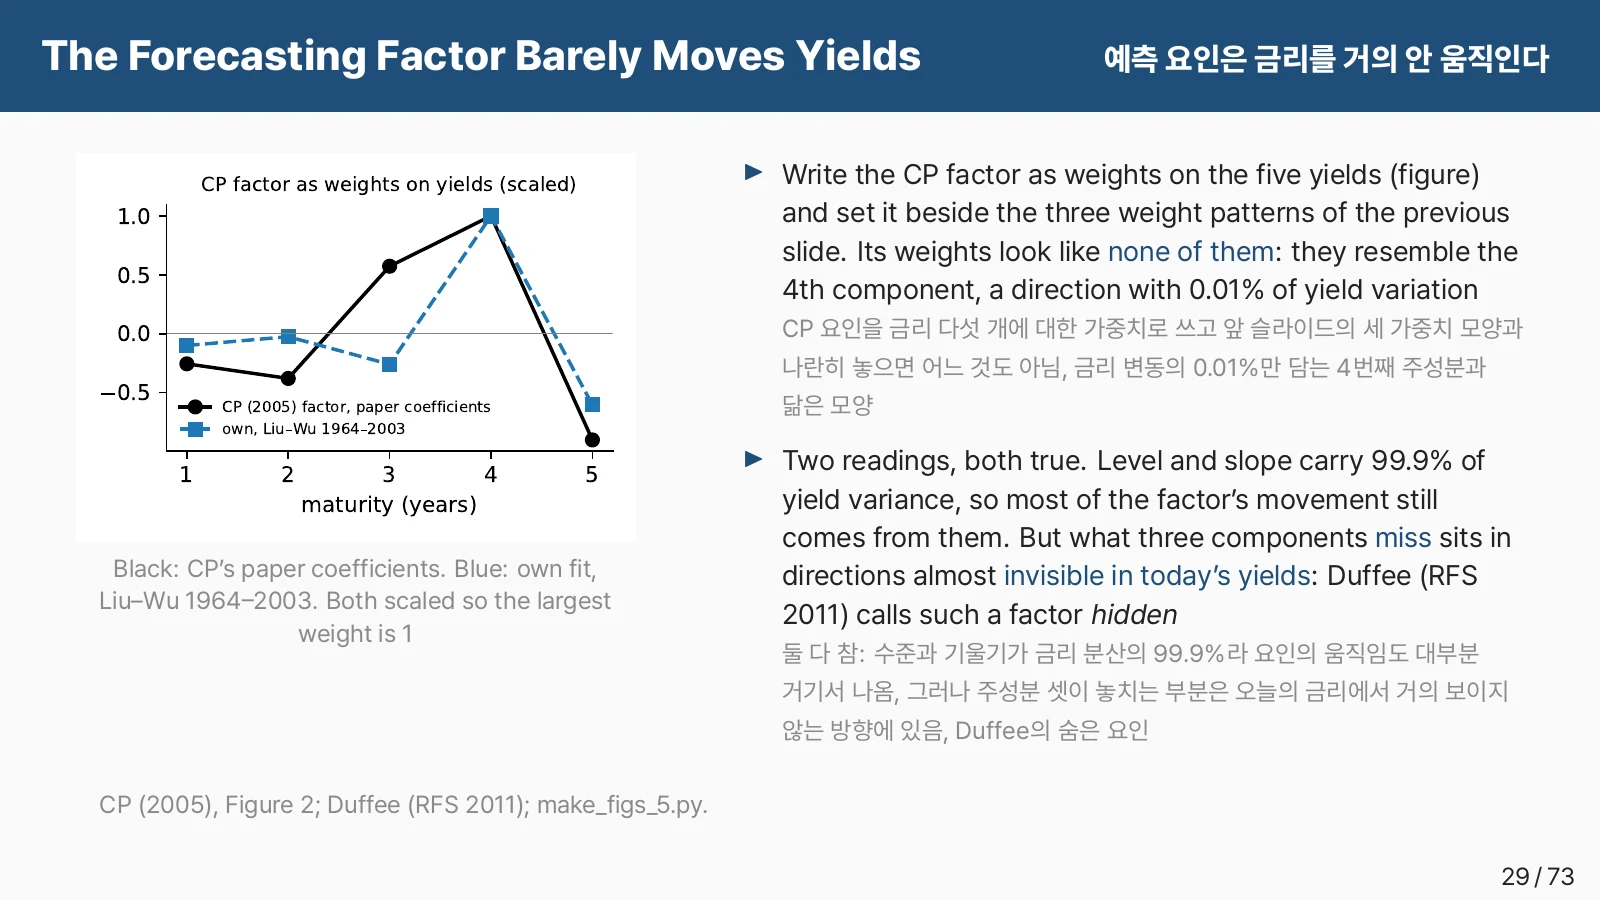 The Forecasting Factor Barely Moves Yields
예측 요인은 금리를 거의 안 움직인다
CP factor as weights on yields (scaled)
1.0
0.5
0.0
−0.5
CP (2005) factor, paper coefficients
own, Liu–Wu 1964–2003
1 2 3 4 5
maturity (years)
Black: CP’s paper coefficients. Blue: own fit,
Liu–Wu 1964–2003. Both scaled so the largest
weight is 1
Write the CP factor as weights on the five yields (figure)
and set it beside the three weight patterns of the previous
slide. Its weights look like none of them: they resemble the
4th component, a direction with 0.01% of yield variation
CP 요인을 금리 다섯 개에 대한 가중치로 쓰고 앞 슬라이드의 세 가중치 모양과
나란히 놓으면 어느 것도 아님, 금리 변동의 0.01%만 담는 4번째 주성분과
닮은 모양
Two readings, both true. Level and slope carry 99.9% of
yield variance, so most of the factor’s movement still
comes from them. But what three components miss sits in
directions almost invisible in today’s yields: Duffee (RFS
2011) calls such a factor hidden
둘 다 참: 수준과 기울기가 금리 분산의 99.9%라 요인의 움직임도 대부분
거기서 나옴, 그러나 주성분 셋이 놓치는 부분은 오늘의 금리에서 거의 보이지
않는 방향에 있음, Duffee의 숨은 요인
CP (2005), Figure 2; Duffee (RFS 2011); make_figs_5.py.
29 / 73